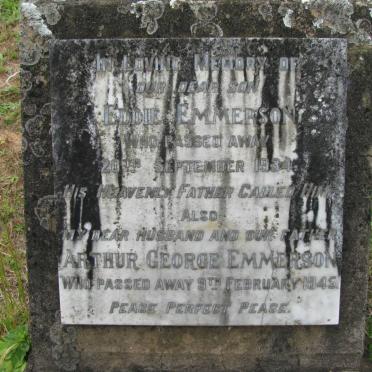 In Loving Memory of
our dear son
Eddie Emmerson
who passed away
September 1934
His Heavenly Father Called Him
Also
my dear husband and our father
Arthur George Emmerson
who passed away 9th February 1945.
Peace Perfect Peace.